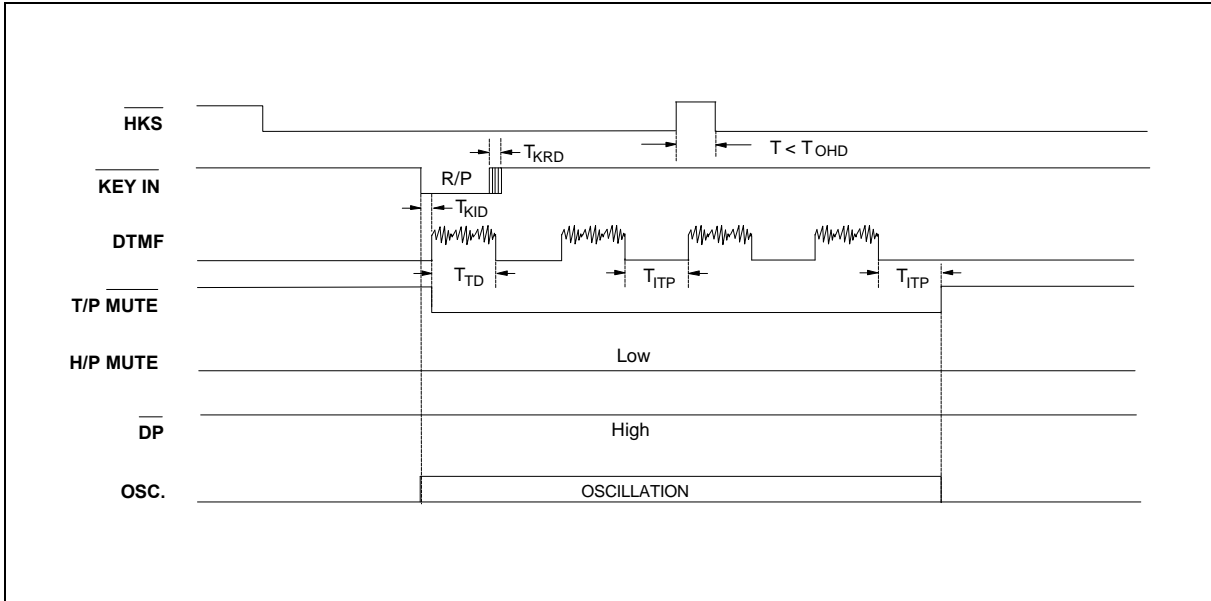 HKS
T < TOHD
TKRD
KEY IN
R/P
TKID
DTMF
TTD
TITP
TITP
T/P MUTE
H/P MUTE
Low
DP
High
OSC.
OSCILLATION